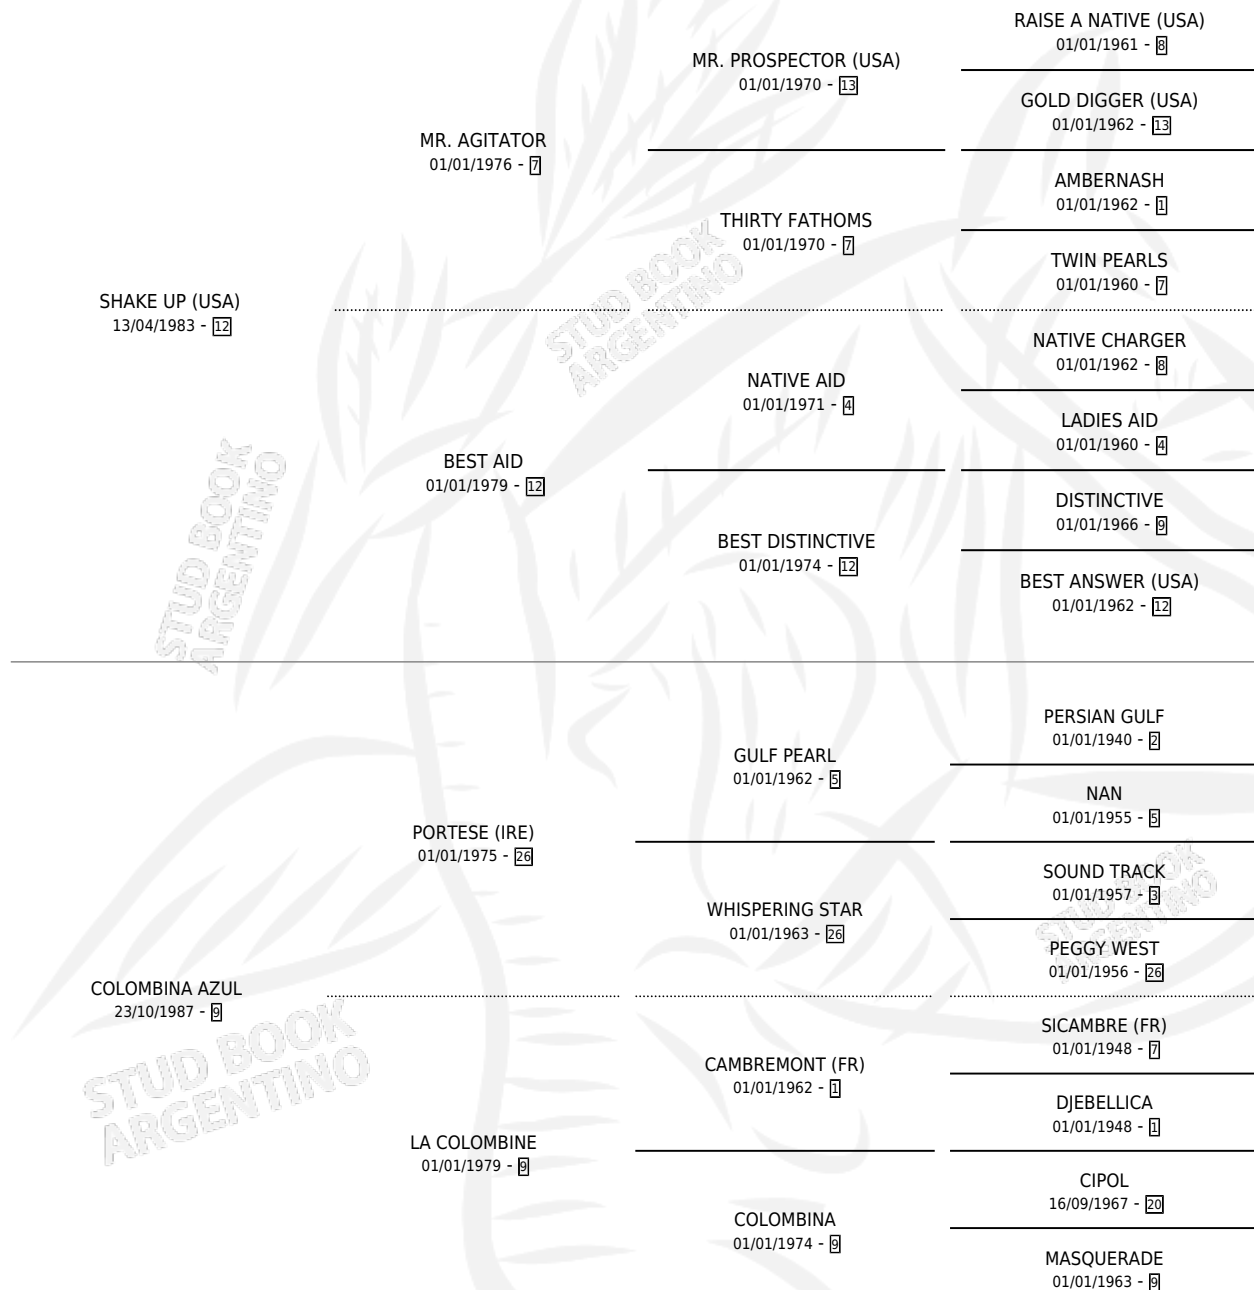 RAISE A NATIVE (USA)
01/01/1961 - 8
MR. PROSPECTOR (USA)
01/01/1970 - 13
GOLD DIGGER (USA)
01/01/1962 - 13
MR. AGITATOR
01/01/1976 - 7
AMBERNASH
01/01/1962 - 1
THIRTY FATHOMS
01/01/1970 - 7
TWIN PEARLS
01/01/1960 - 7
SHAKE UP (USA)
13/04/1983 - 12
NATIVE CHARGER
01/01/1962 - 8
NATIVE AID
01/01/1971 - 4
LADIES AID
01/01/1960 - 4
BEST AID
01/01/1979 - 12
DISTINCTIVE
01/01/1966 - 9
BEST DISTINCTIVE
01/01/1974 - 12
BEST ANSWER (USA)
01/01/1962 - 12
PERSIAN GULF
01/01/1940 - 2
GULF PEARL
01/01/1962 - 5
NAN
01/01/1955 - 5
PORTESE (IRE)
01/01/1975 - 26
SOUND TRACK
01/01/1957 - 3
WHISPERING STAR
01/01/1963 - 26
PEGGY WEST
01/01/1956 - 26
COLOMBINA AZUL
23/10/1987 - 9
SICAMBRE (FR)
01/01/1948 - 7
CAMBREMONT (FR)
01/01/1962 - 1
DJEBELLICA
01/01/1948 - 1
LA COLOMBINE
01/01/1979 - 9
CIPOL
16/09/1967 - 20
COLOMBINA
01/01/1974 - 9
MASQUERADE
01/01/1963 - 9
STUD BOOK
ARGENTINO
STUD BOOK
ARGENTINO
STUD BOOK
ARGENTINO
STUD BOOK
ARGENTINO